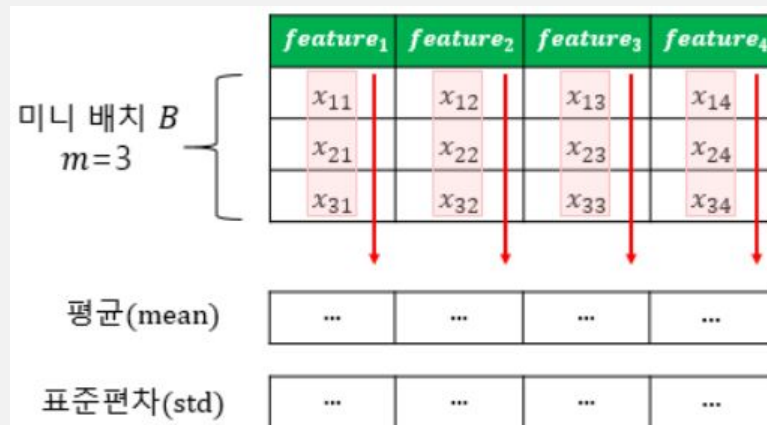 feature₁ feature₂ feature₃ feature₄
미니 배치 B
m=3
x₁₁ x₁₂ x₁₃ x₁₄
x₂₁ x₂₂ x₂₃ x₂₄
x₃₁ x₃₂ x₃₃ x₃₄
평균(mean) ... ... ... ...
표준편차(std) ... ... ... ...